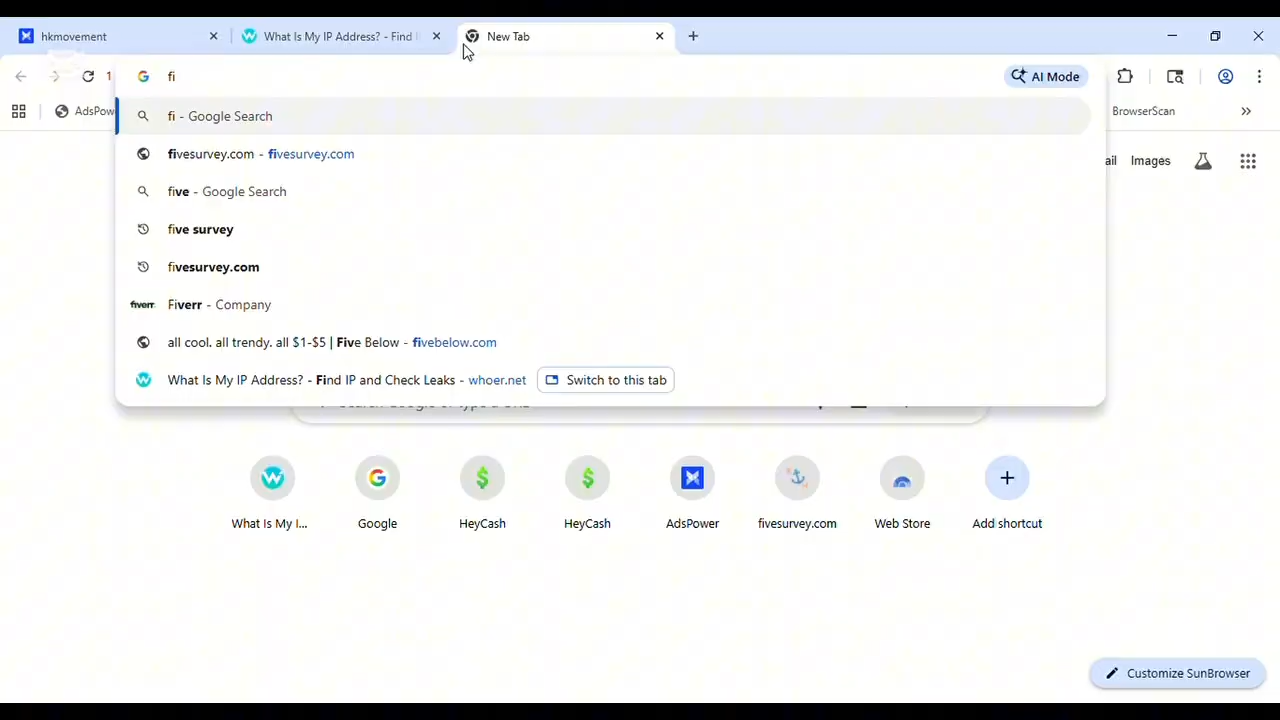 hkmovement
What Is My IP Address? - Find
New Tab
1
fi
AI Mode
AdsPow
BrowserScan
fi - Google Search
fivesurvey.com - fivesurvey.com
ail
Images
five - Google Search
five survey
fivesurvey.com
fiverr Fiverr - Company
all cool. all trendy. all $1-$5 | Five Below - fivebelow.com
What Is My IP Address? - Find IP and Check Leaks - whoer.net
Switch to this tab
What Is My I...
Google
HeyCash
HeyCash
AdsPower
fivesurvey.com
Web Store
Add shortcut
Customize SunBrowser